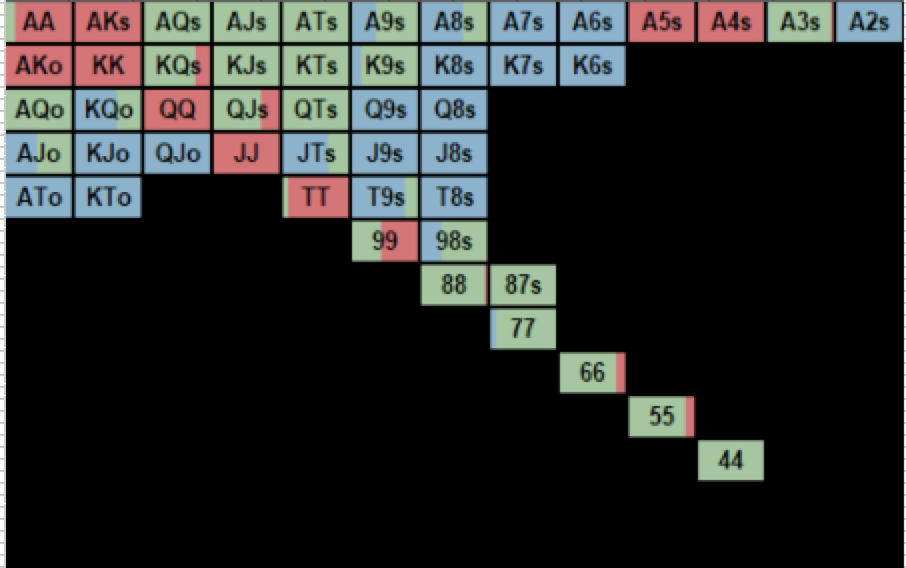 AA AKs AQs AJs ATs A9s A8s A7s A6s A5s A4s A3s A2s
AKo KK KQs KJs KTs K9s K8s K7s K6s
AQo KQo QQ QJs QTs Q9s Q8s
AJo KJo QJo JJ JTs J9s J8s
ATo KTo TT T9s T8s
99 98s
88 87s
77
66
55
44